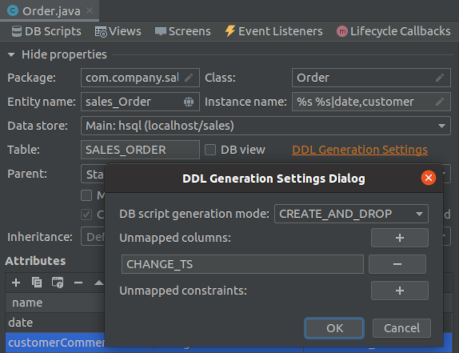 Order.java
DB Scripts Views Screens Event Listeners Lifecycle Callbacks
Hide properties
Package: com.company.sal Class: Order
Entity name: sales_Order Instance name: %s %s|date,customer
Data store: Main: hsql (localhost/sales)
Table: SALES_ORDER DB view DDL Generation Settings
Parent: Sta
DDL Generation Settings Dialog
M
DB script generation mode: CREATE_AND_DROP
C
Unmapped columns:
Inheritance: Def
CHANGE_TS
Attributes
Unmapped constraints:
name
OK Cancel
date
customerCommen